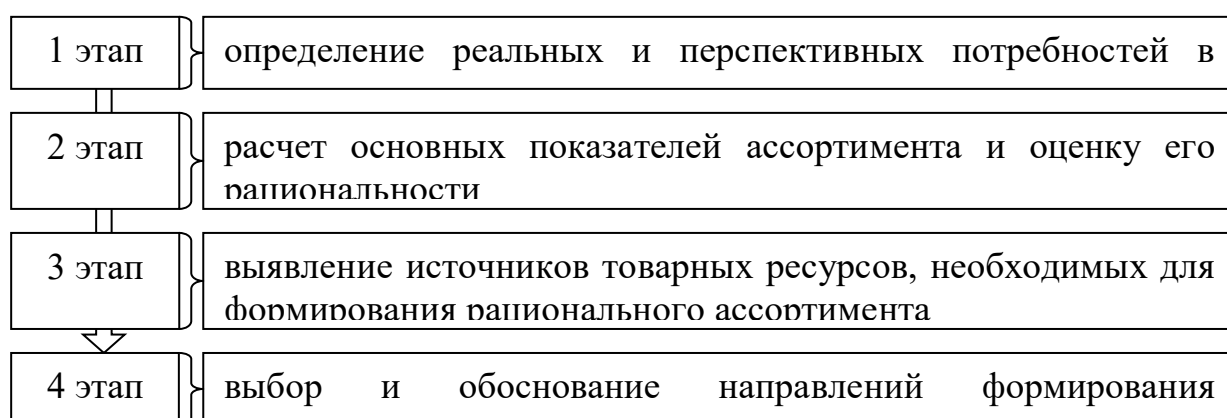 1 этап
определение реальных и перспективных потребностей в
2 этап
расчет основных показателей ассортимента и оценку его
рациональности
3 этап
выявление источников товарных ресурсов, необходимых для
формирования рационального ассортимента
4 этап
выбор и обоснование направлений формирования